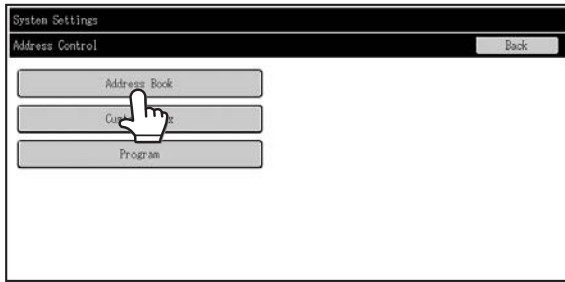 System Settings
Address Control
Back
Address Book
Program